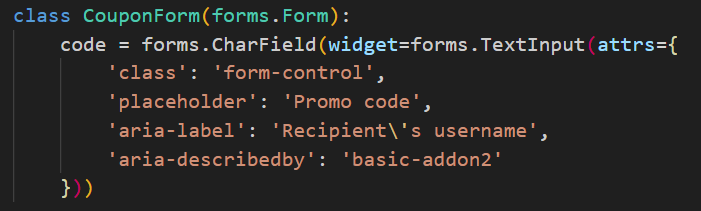 class CouponForm(forms.Form):
    code = forms.CharField(widget=forms.TextInput(attrs={
        'class': 'form-control',
        'placeholder': 'Promo code',
        'aria-label': 'Recipient\'s username',
        'aria-describedby': 'basic-addon2'
    }))